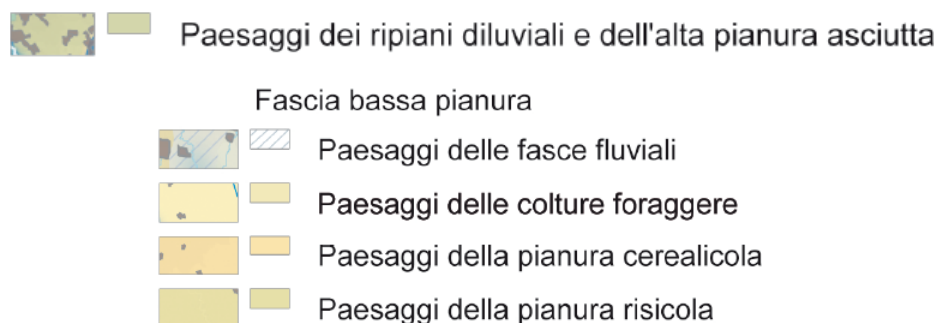 Paesaggi dei ripiani diluviali e dell'alta pianura asciutta
Fascia bassa pianura
Paesaggi delle fasce fluviali
Paesaggi delle colture foraggere
Paesaggi della pianura cerealicola
Paesaggi della pianura risicola